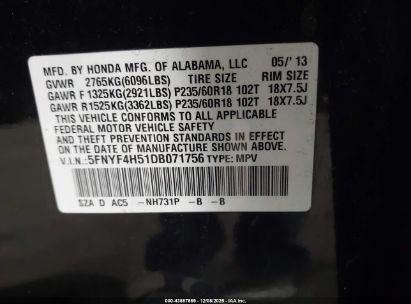 MFD. BY HONDA MFG. OF ALABAMA, LLC 05/'13
GVWR 2765KG(6096LBS) TIRE SIZE RIM SIZE
GAWR F 1325KG(2921LBS) P235/60R18 102T 18X7.5J
GAWR R1525KG(3362LBS) P235/60R18 102T 18X7.5J
THIS VEHICLE CONFORMS TO ALL APPLICABLE
FEDERAL MOTOR VEHICLE SAFETY
AND THEFT PREVENTION STANDARDS IN EFFECT
ON THE DATE OF MANUFACTURE SHOWN ABOVE.
V.I.N.:5FNYF4H51DB071756 TYPE: MPV
SZA D AC5 -NH731P -B -B